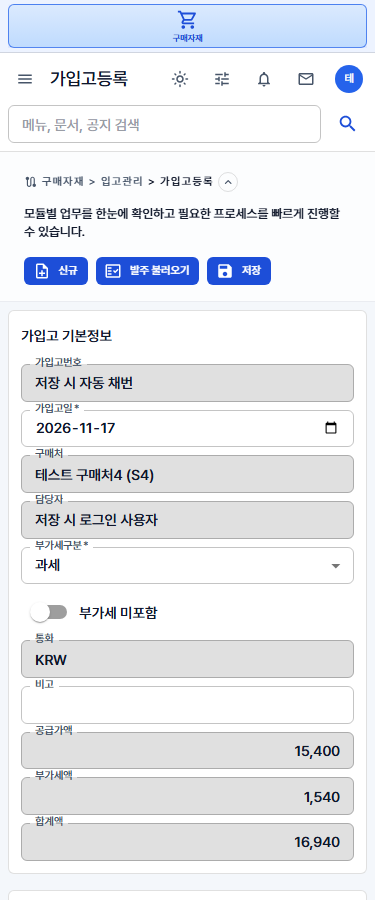 구매자재
가입고등록
테
메뉴, 문서, 공지 검색
구매자재 > 입고관리 > 가입고등록
모듈별 업무를 한눈에 확인하고 필요한 프로세스를 빠르게 진행할
수 있습니다.
신규
발주 불러오기
저장
가입고 기본정보
가입고번호
저장 시 자동 채번
가입고일 *
2026-11-17
구매처
테스트 구매처4 (S4)
담당자
저장 시 로그인 사용자
부가세구분 *
과세
부가세 미포함
통화
KRW
비고
공급가액
15,400
부가세액
1,540
합계액
16,940